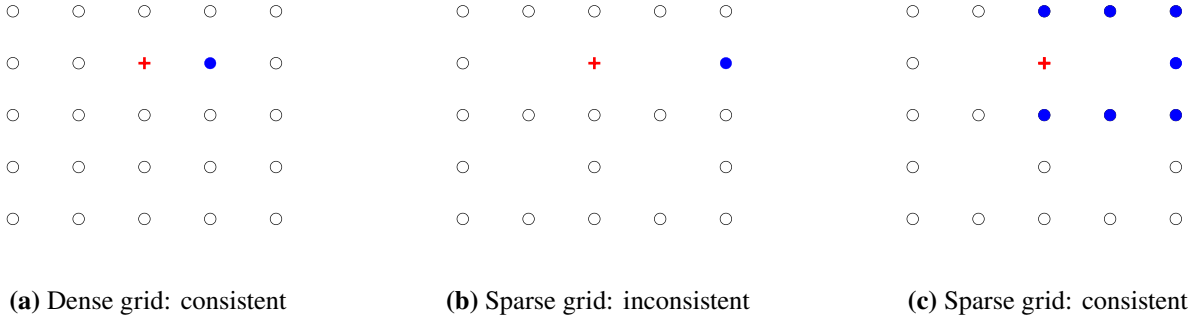 (a) Dense grid: consistent
(b) Sparse grid: inconsistent
(c) Sparse grid: consistent